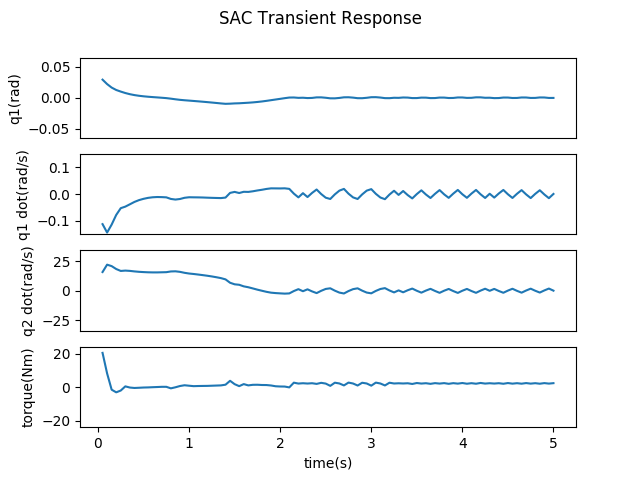 SAC Transient Response
0.05
0.00
−0.05
q1(rad)
0.1
0.0
−0.1
q1 dot(rad/s)
25
0
−25
q2 dot(rad/s)
20
0
−20
torque(Nm)
0 1 2 3 4 5
time(s)